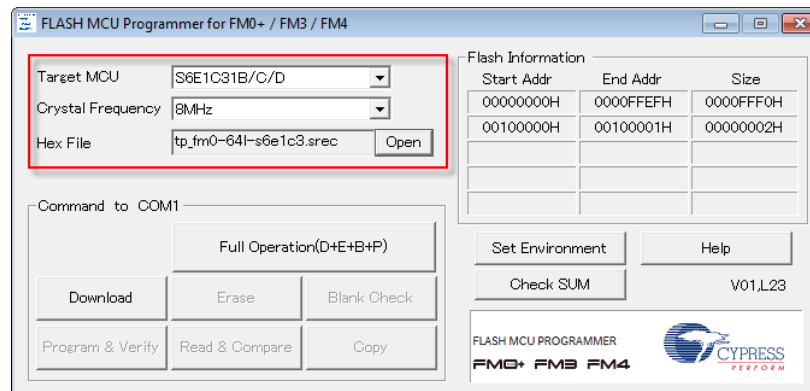 FLASH MCU Programmer for FM0+ / FM3 / FM4
Target MCU S6E1C31B/C/D
Crystal Frequency 8MHz
Hex File tp_fm0-64l-s6e1c3.srec Open
Flash Information
Start Addr End Addr Size
00000000H 0000FFEFH 0000FFF0H
00100000H 00100001H 00000002H
Command to COM1
Full Operation(D+E+B+P)
Download Erase Blank Check
Program & Verify Read & Compare Copy
Set Environment Help
Check SUM V01,L23
FLASH MCU PROGRAMMER
FM0+ FM3 FM4
CYPRESS
PERFORM